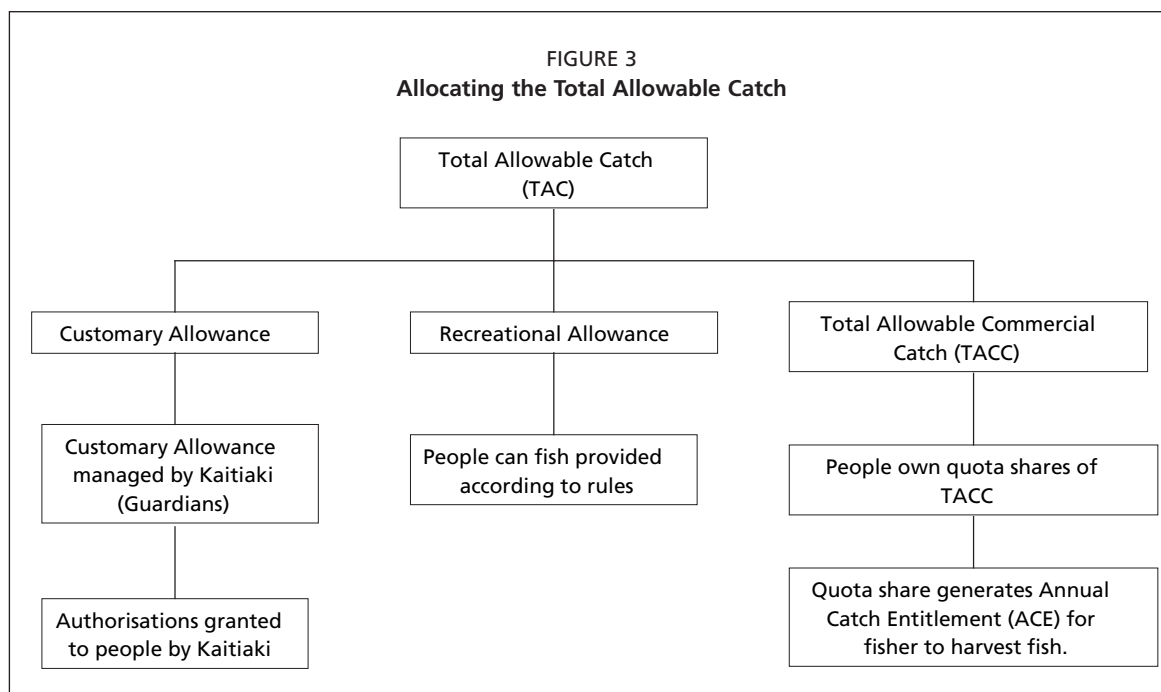 FIGURE 3
Allocating the Total Allowable Catch
Total Allowable Catch
(TAC)
Customary Allowance
Recreational Allowance
Total Allowable Commercial
Catch (TACC)
Customary Allowance
managed by Kaitiaki
(Guardians)
People can fish provided
according to rules
People own quota shares of
TACC
Authorisations granted
to people by Kaitiaki
Quota share generates Annual
Catch Entitlement (ACE) for
fisher to harvest fish.